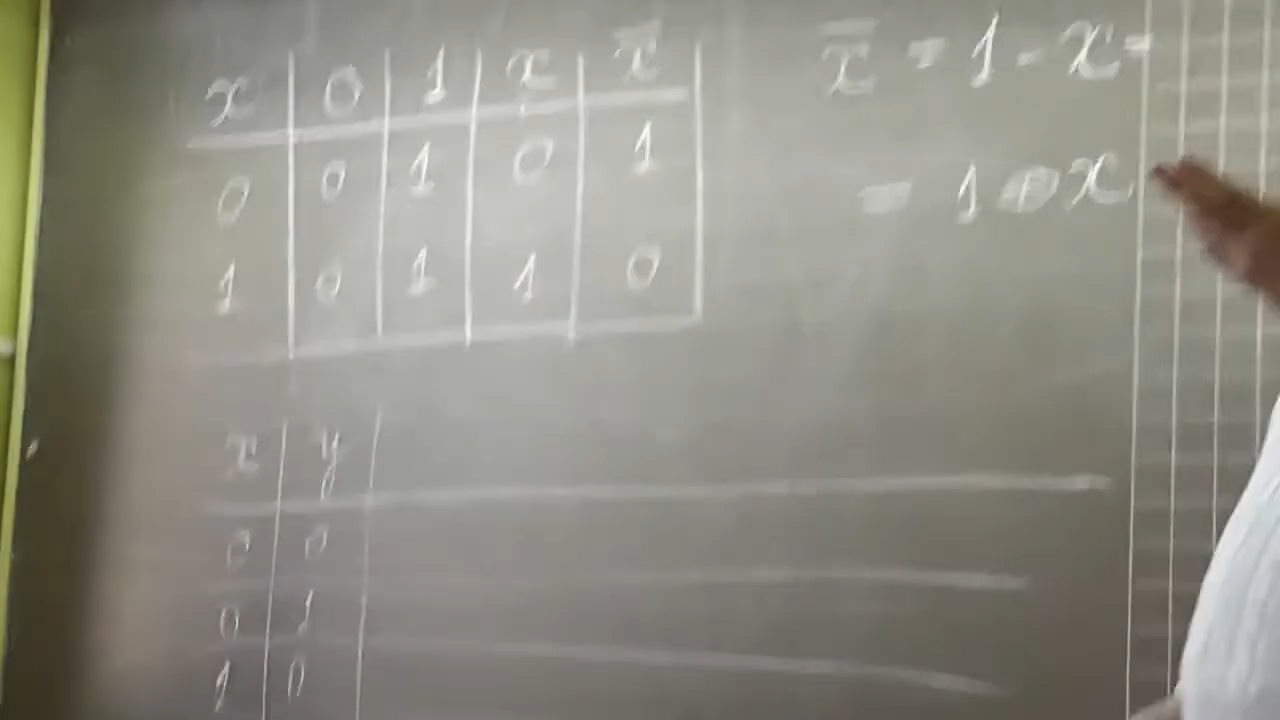 x 0 1 x x̄
0 0 1 0 1
1 0 1 1 0
x̄ = 1 - x =
= 1 ⊕ x
x y
0 0
0 1
1 0